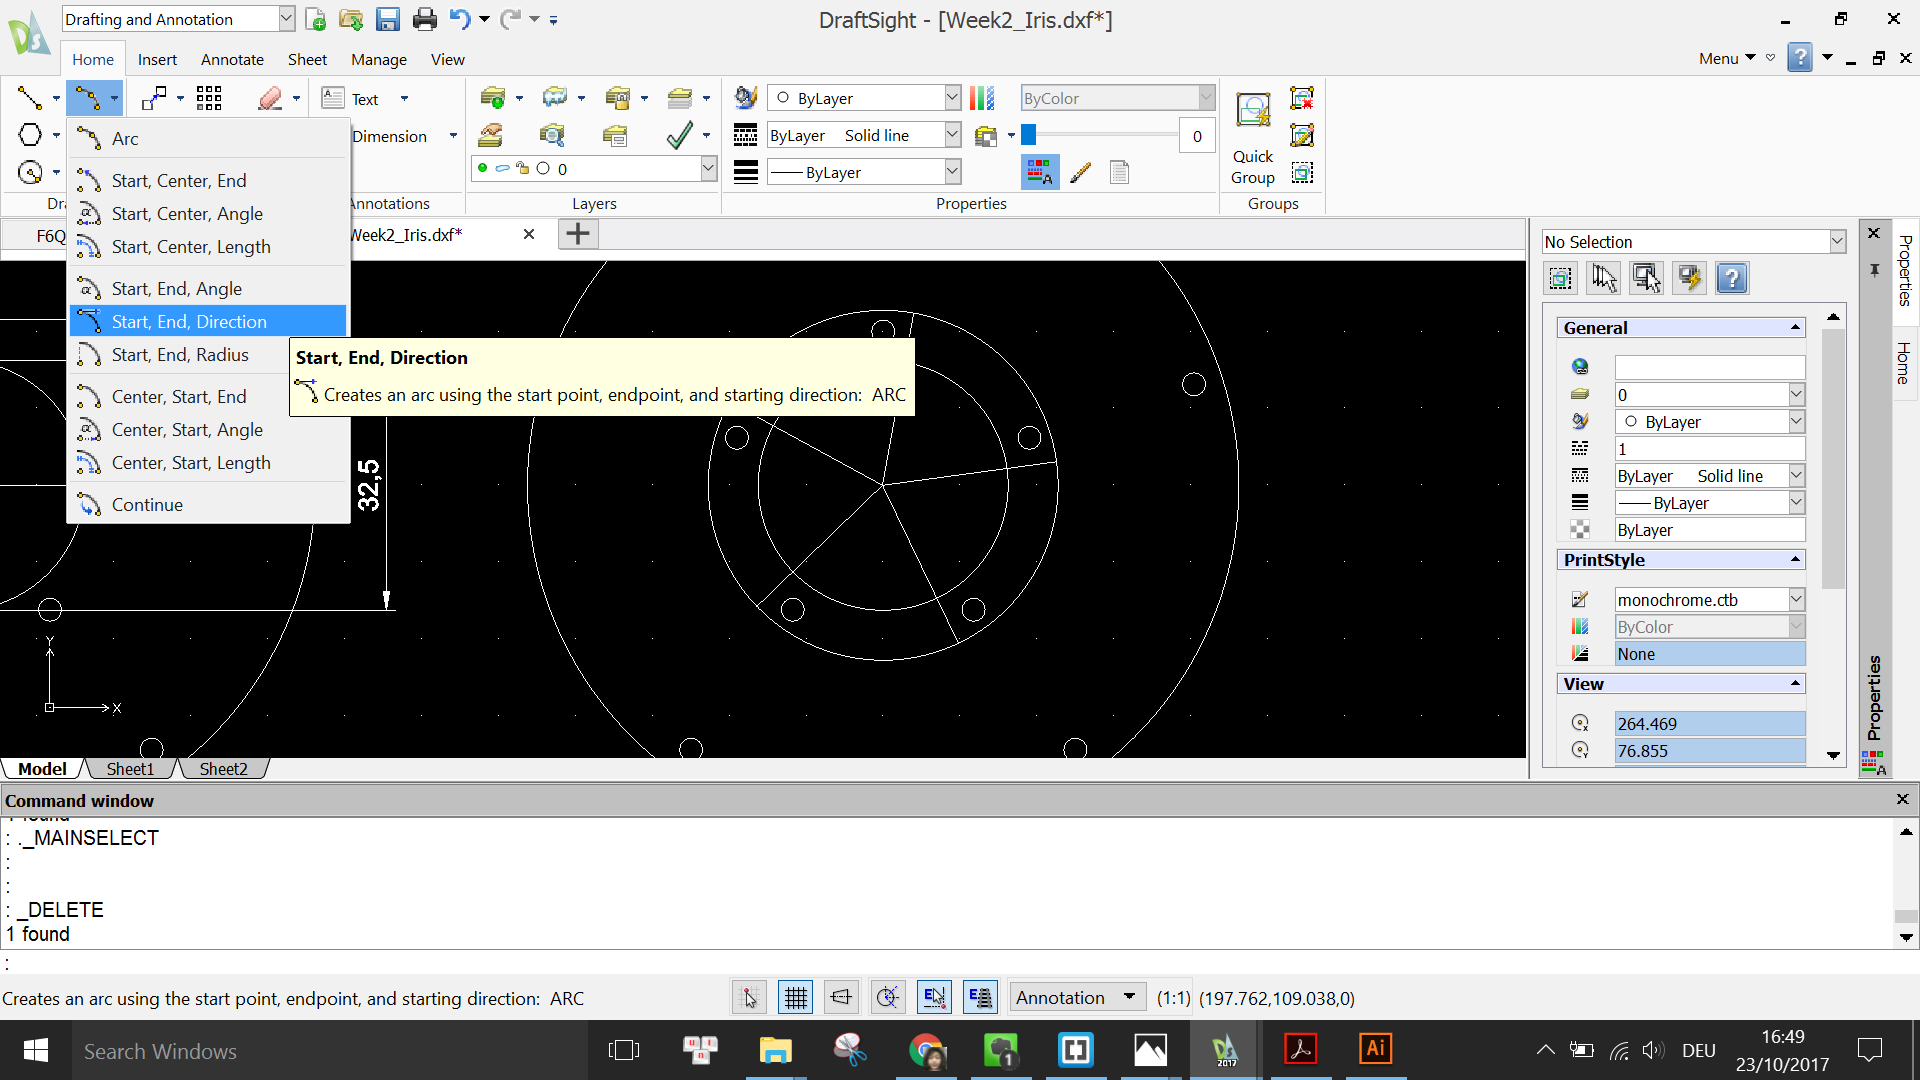 Drafting and Annotation
DraftSight - [Week2_Iris.dxf*]
Home
Insert
Annotate
Sheet
Manage
View
Menu
Text
Dimension
Annotations
0
Layers
ByLayer
ByLayer Solid line
ByLayer
ByColor
0
Properties
Quick
Group
Groups
Arc
Start, Center, End
Start, Center, Angle
Start, Center, Length
Start, End, Angle
Start, End, Direction
Start, End, Radius
Center, Start, End
Center, Start, Angle
Center, Start, Length
Continue
F6Q
Week2_Iris.dxf*
Start, End, Direction
Creates an arc using the start point, endpoint, and starting direction: ARC
32,5
Y
X
Model
Sheet1
Sheet2
No Selection
General
0
ByLayer
1
ByLayer Solid line
ByLayer
ByLayer
PrintStyle
monochrome.ctb
ByColor
None
View
264.469
76.855
Properties
Properties
Home
Command window
1 found
: ._MAINSELECT
:
:
: _DELETE
1 found
:
Creates an arc using the start point, endpoint, and starting direction: ARC
Annotation
(1:1)
(197.762,109.038,0)
Search Windows
u i n
1
2017
Ai
DEU
16:49
23/10/2017